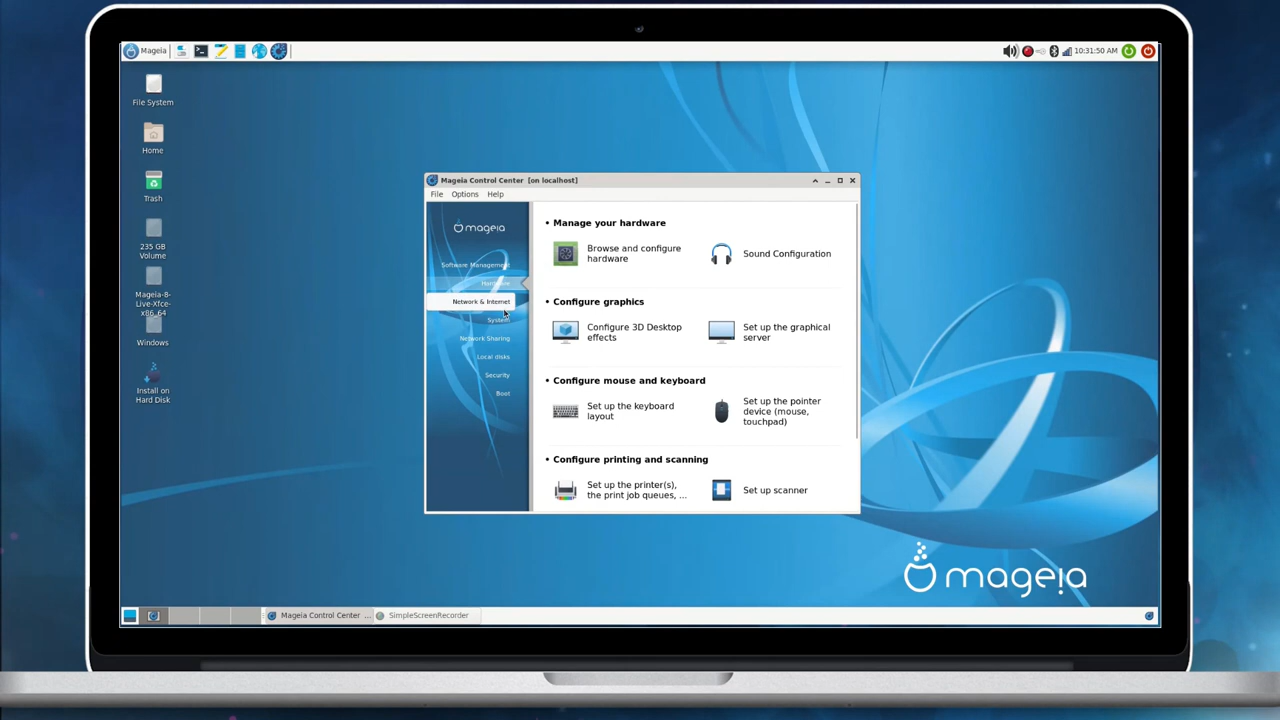 Mageia
10:31:50 AM
File System
Home
Trash
235 GB
Volume
Mageia-8-
Live-Xfce-
x86_64
Windows
Install on
Hard Disk
Mageia Control Center [on localhost]
File Options Help
mageia
Software Management
Hardware
Network & Internet
System
Network Sharing
Local disks
Security
Boot
• Manage your hardware
Browse and configure
hardware
Sound Configuration
• Configure graphics
Configure 3D Desktop
effects
Set up the graphical
server
• Configure mouse and keyboard
Set up the keyboard
layout
Set up the pointer
device (mouse,
touchpad)
• Configure printing and scanning
Set up the printer(s),
the print job queues, ...
Set up scanner
mageia
Mageia Control Center ...
SimpleScreenRecorder